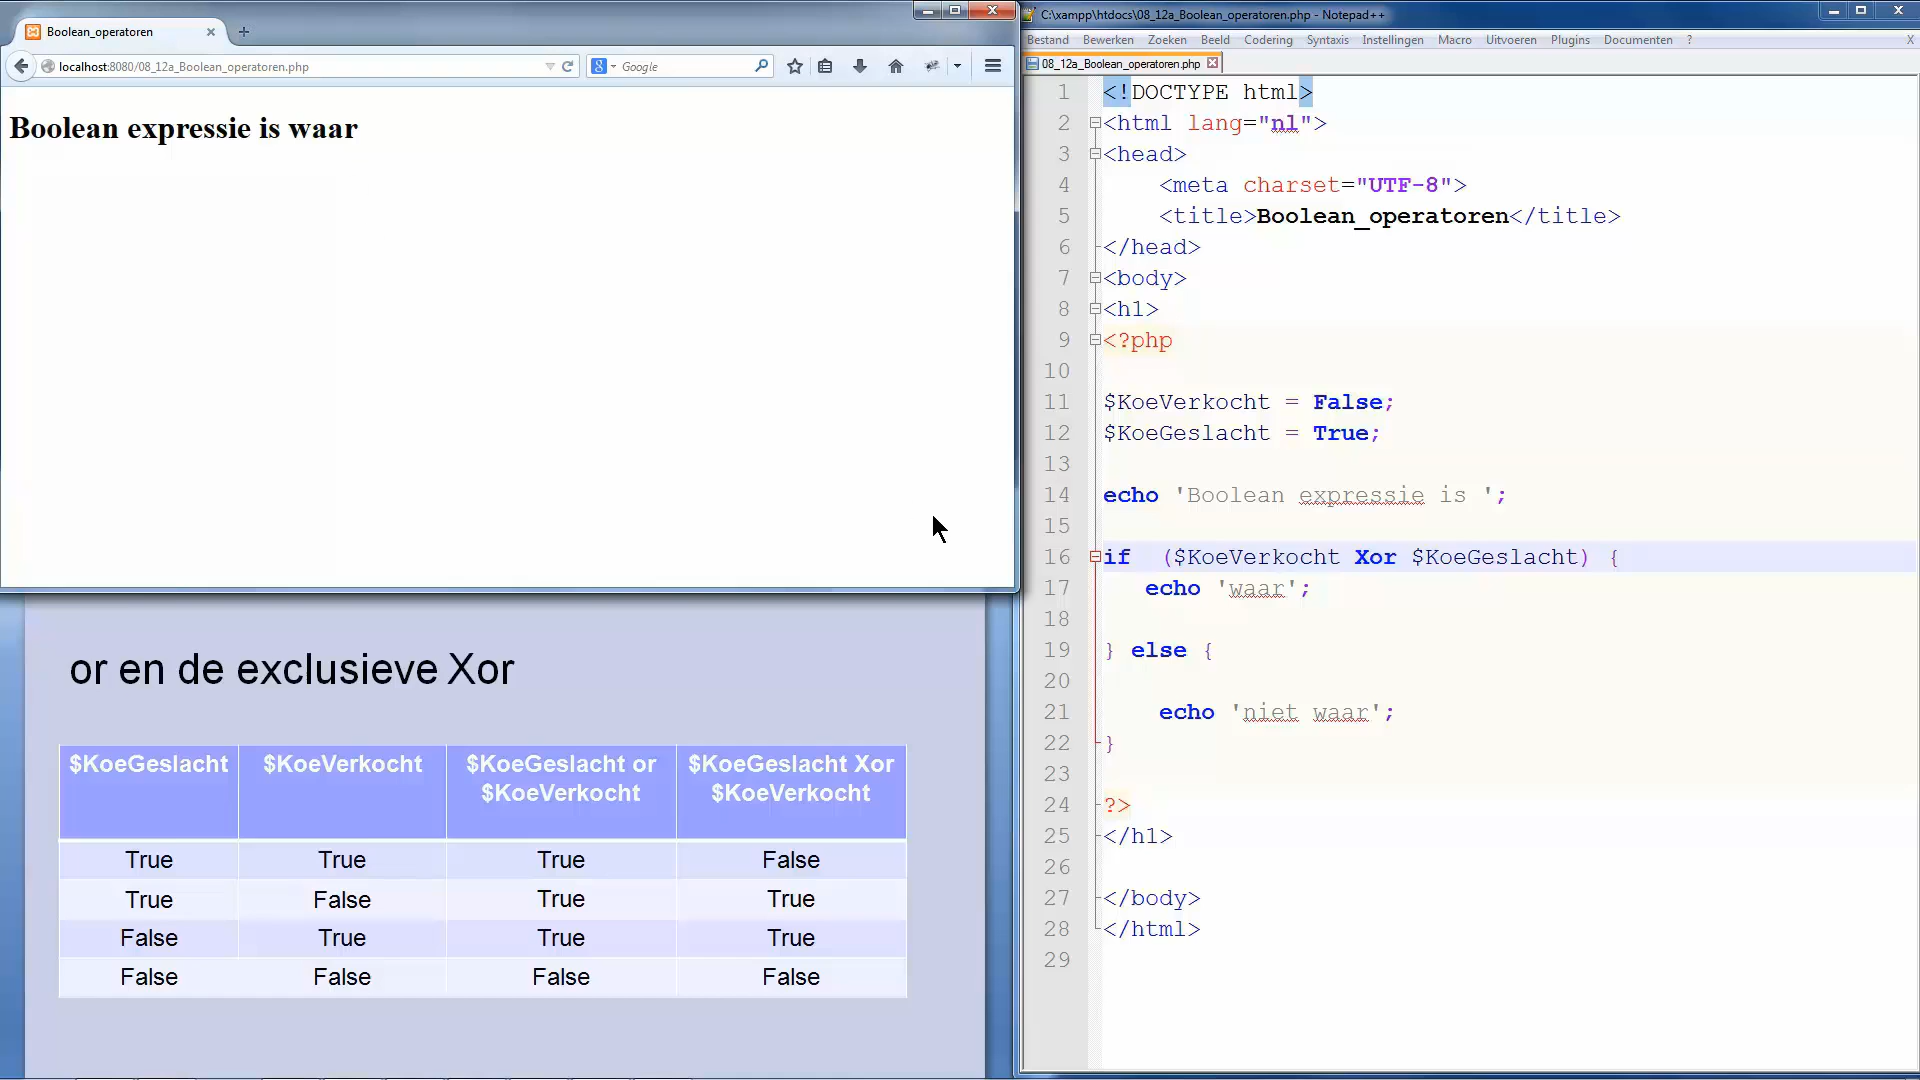 Boolean_operatoren
localhost:8080/08_12a_Boolean_operatoren.php
Google
Boolean expressie is waar
or en de exclusieve Xor
$KoeGeslacht $KoeVerkocht $KoeGeslacht or $KoeVerkocht $KoeGeslacht Xor $KoeVerkocht
True True True False
True False True True
False True True True
False False False False
C:\xampp\htdocs\08_12a_Boolean_operatoren.php - Notepad++
Bestand Bewerken Zoeken Beeld Codering Syntaxis Instellingen Macro Uitvoeren Plugins Documenten ? X
08_12a_Boolean_operatoren.php
1 <!DOCTYPE html>
2 <html lang="nl">
3 <head>
4 <meta charset="UTF-8">
5 <title>Boolean_operatoren</title>
6 </head>
7 <body>
8 <h1>
9 <?php
10
11 $KoeVerkocht = False;
12 $KoeGeslacht = True;
13
14 echo 'Boolean expressie is ';
15
16 if ($KoeVerkocht Xor $KoeGeslacht) {
17 echo 'waar';
18
19 } else {
20
21 echo 'niet waar';
22 }
23
24 ?>
25 </h1>
26
27 </body>
28 </html>
29